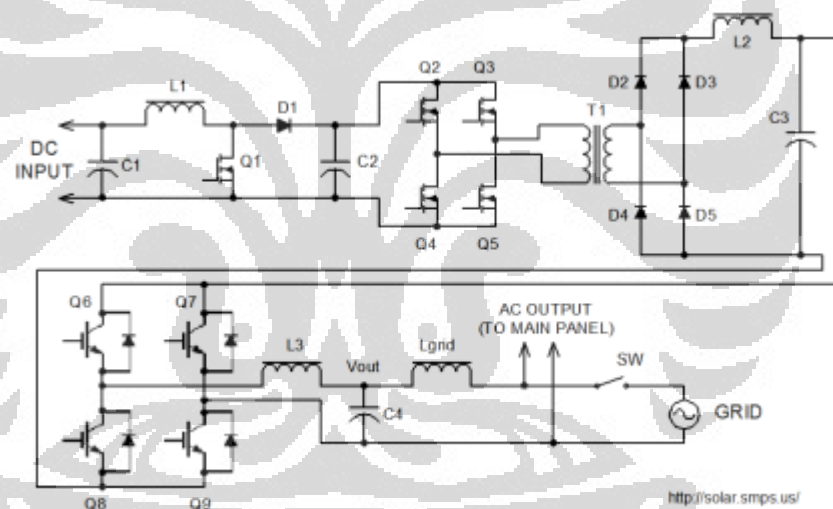 L2
Q2 Q3
L1
D1
D2 D3
T1
C3
DC
INPUT
C1
Q1
C2
D4 D5
Q4 Q5
Q6 Q7
AC OUTPUT
(TO MAIN PANEL)
L3
Vout
Lgrid
SW
C4
GRID
Q8 Q9
http://solar.smps.us/